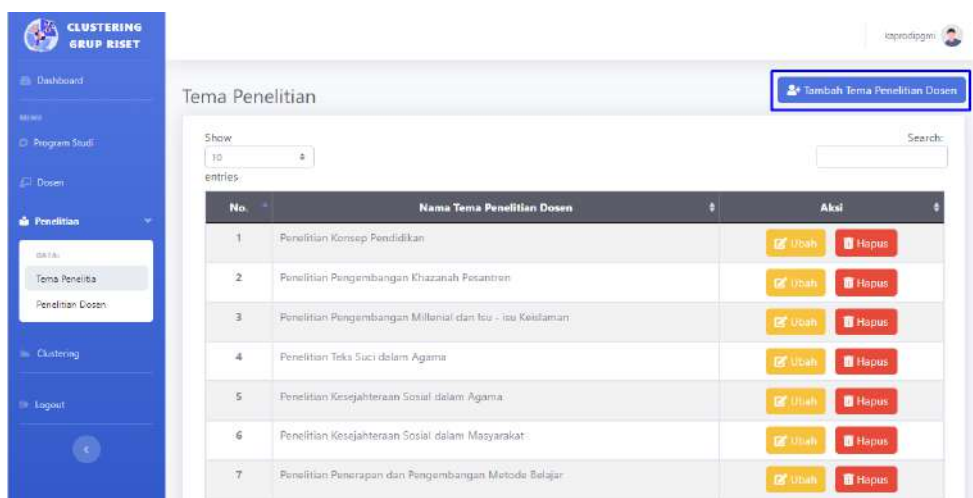 CLUSTERING
GRUP RISET
kaprodipgmi
Dashboard
MENU
Program Studi
Dosen
Penelitian
DATA:
Tema Penelitia
Penelitian Dosen
Clustering
Logout
Tema Penelitian
Tambah Tema Penelitian Dosen
Show
10
entries
Search:
No. Nama Tema Penelitian Dosen Aksi
1 Penelitian Konsep Pendidikan Ubah Hapus
2 Penelitian Pengembangan Khazanah Pesantren Ubah Hapus
3 Penelitian Pengembangan Millenial dan Isu - isu Keislaman Ubah Hapus
4 Penelitian Teks Suci dalam Agama Ubah Hapus
5 Penelitian Kesejahteraan Sosial dalam Agama Ubah Hapus
6 Penelitian Kesejahteraan Sosial dalam Masyarakat Ubah Hapus
7 Penelitian Penerapan dan Pengembangan Metode Belajar Ubah Hapus